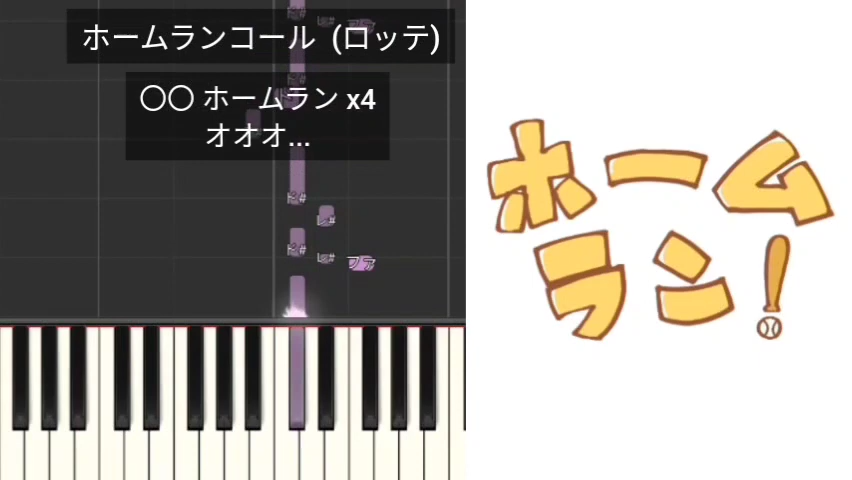 ホームランコール (ロッテ)
〇〇 ホームラン x4
オオオ...
ホーム
ラン!